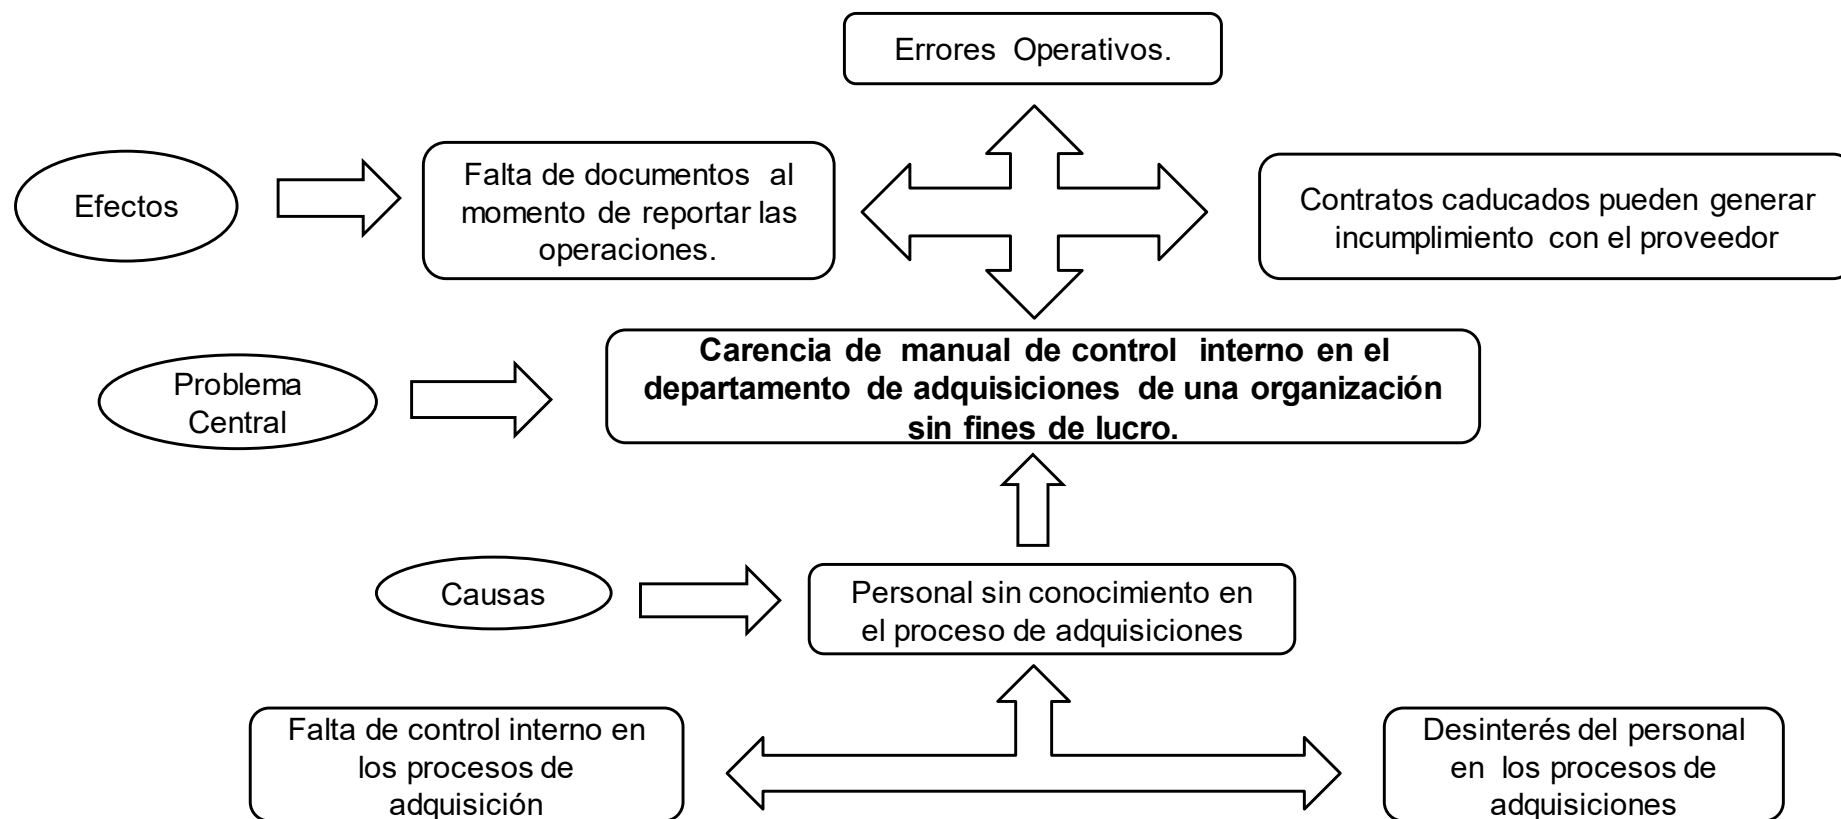 Errores Operativos.
Efectos
Falta de documentos al
momento de reportar las
operaciones.
Contratos caducados pueden generar
incumplimiento con el proveedor
Problema
Central
Carencia de manual de control interno en el
departamento de adquisiciones de una organización
sin fines de lucro.
Causas
Personal sin conocimiento en
el proceso de adquisiciones
Falta de control interno en
los procesos de
adquisición
Desinterés del personal
en los procesos de
adquisiciones